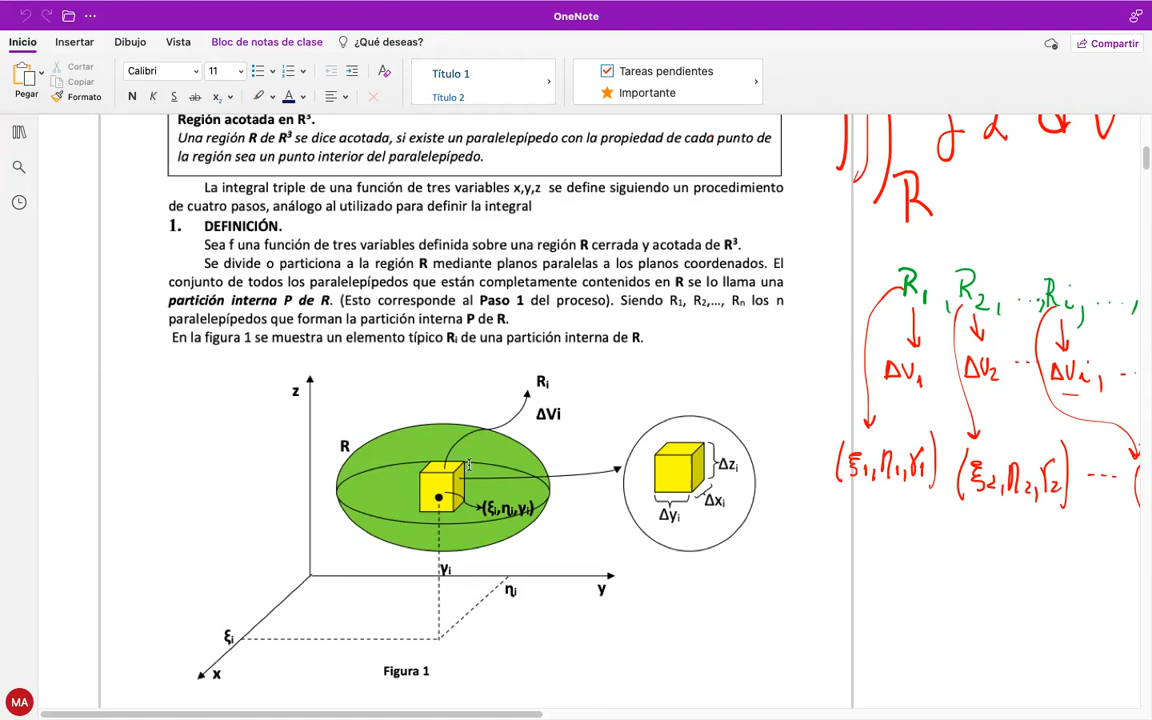 OneNote
Inicio Insertar Dibujo Vista Bloc de notas de clase ¿Qué deseas? Compartir
Pegar
Cortar
Copiar
Formato
Calibri 11
N K S ab x₂ A
Título 1
Título 2
Tareas pendientes
Importante
Región acotada en R³.
Una región R de R³ se dice acotada, si existe un paralelepípedo con la propiedad de cada punto de
la región sea un punto interior del paralelepípedo.
La integral triple de una función de tres variables x,y,z se define siguiendo un procedimiento
de cuatro pasos, análogo al utilizado para definir la integral
1. DEFINICIÓN.
Sea f una función de tres variables definida sobre una región R cerrada y acotada de R³.
Se divide o particiona a la región R mediante planos paralelas a los planos coordenados. El
conjunto de todos los paralelepípedos que están completamente contenidos en R se lo llama una
partición interna P de R. (Esto corresponde al Paso 1 del proceso). Siendo R₁, R₂,..., Rₙ los n
paralelepípedos que forman la partición interna P de R.
En la figura 1 se muestra un elemento típico Rᵢ de una partición interna de R.
z
Rᵢ
ΔVi
R
(ξᵢ,ηᵢ,γᵢ)
γᵢ
ηᵢ
y
ξᵢ
x
Δzᵢ
Δxᵢ
Δyᵢ
Figura 1
R
R₁, R₂, ..., Ri, ...,
ΔV₁ ΔV₂ ... ΔVi, ...
(ξ₁,η₁,γ₁) (ξ₂,η₂,γ₂) ... (
MA